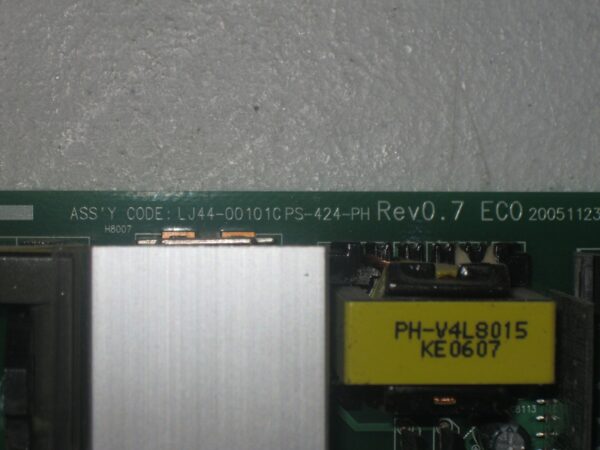 ASS'Y CODE: LJ44-00101C PS-424-PH Rev0.7 ECO 20051123
H8007
PH-V4L8015
KE0607